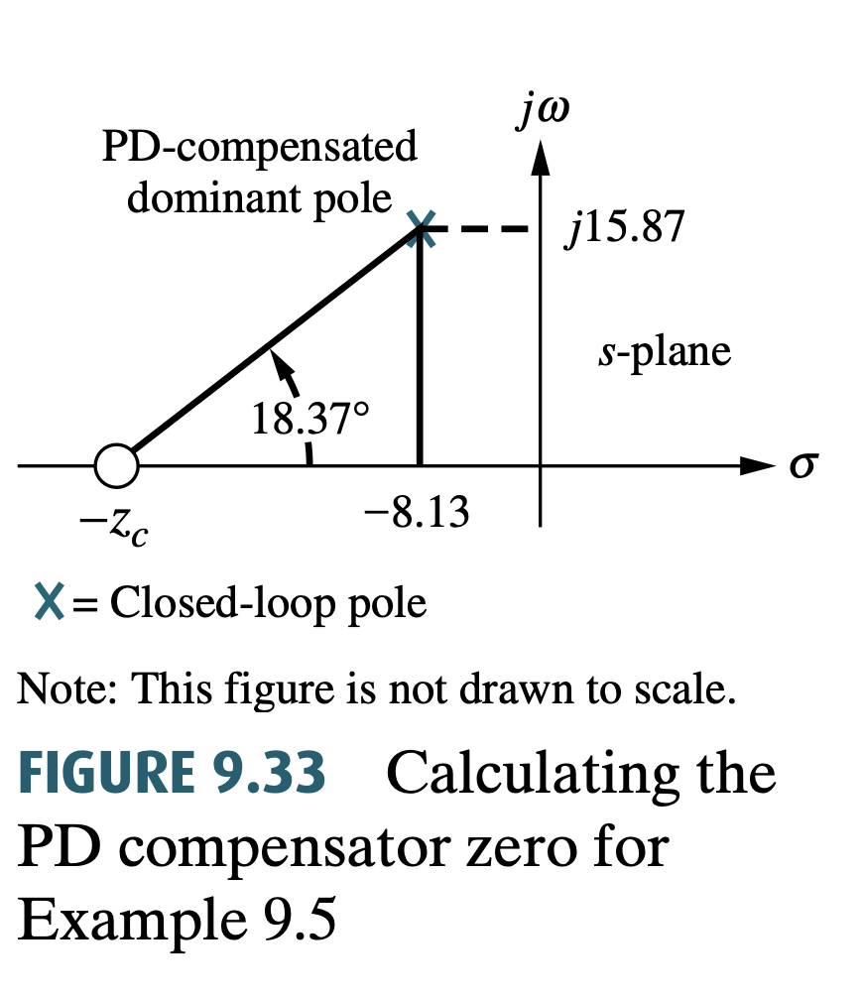 jω
PD-compensated
dominant pole
j15.87
s-plane
18.37°
σ
−z_c
−8.13
X = Closed-loop pole
Note: This figure is not drawn to scale.
FIGURE 9.33 Calculating the
PD compensator zero for
Example 9.5